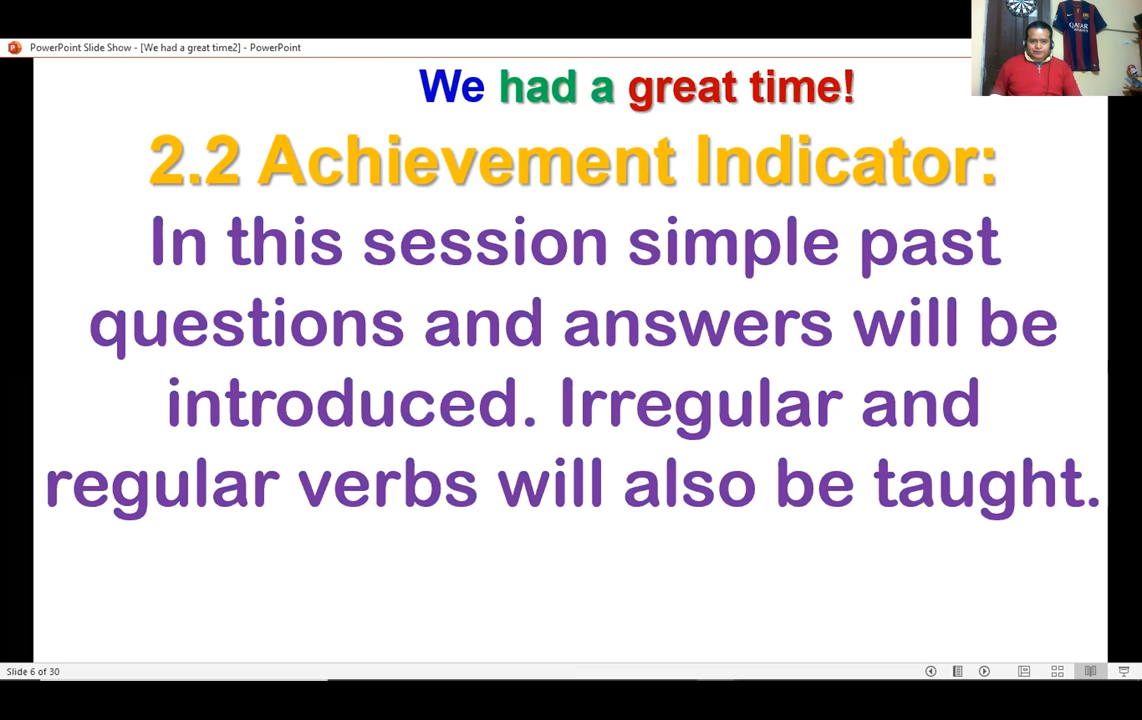 PowerPoint Slide Show - [We had a great time2] - PowerPoint
We had a great time!
2.2 Achievement Indicator:
In this session simple past
questions and answers will be
introduced. Irregular and
regular verbs will also be taught.
Slide 6 of 30
QATAR
AIRWAYS